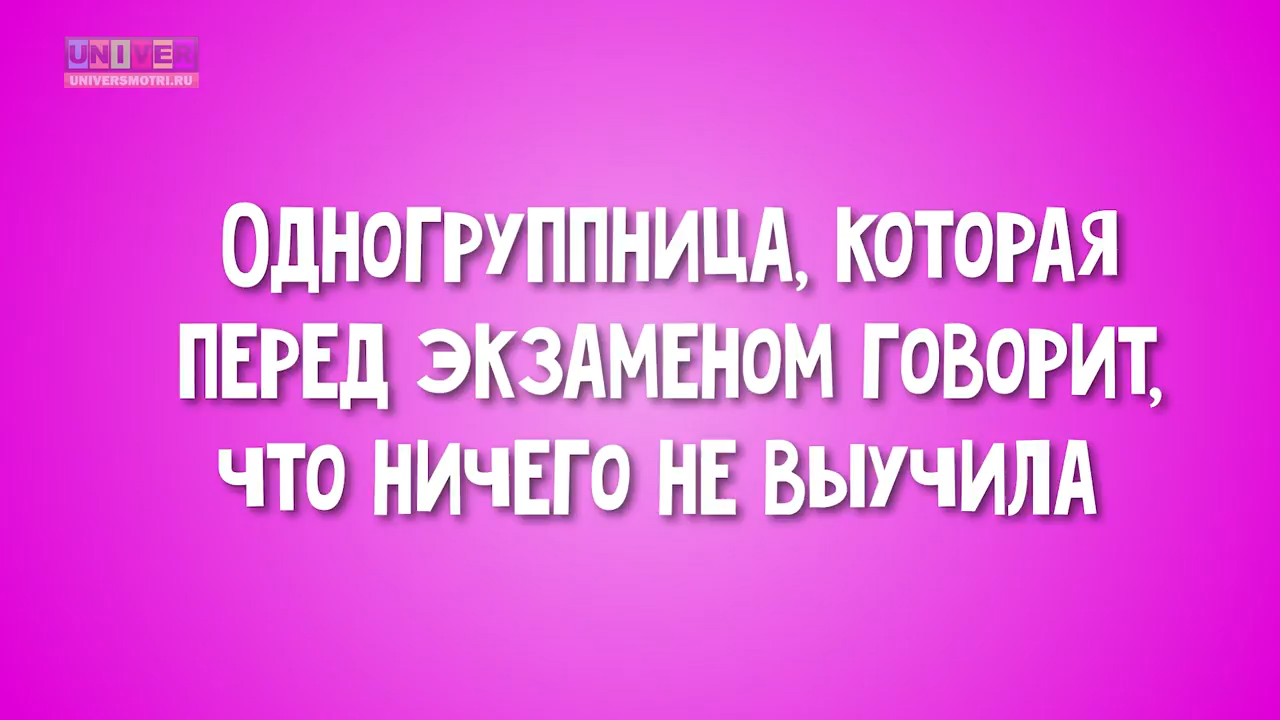 UNIVER
UNIVERSMOTRI.RU
Одногруппница, которая
перед экзаменом говорит,
что ничего не выучила